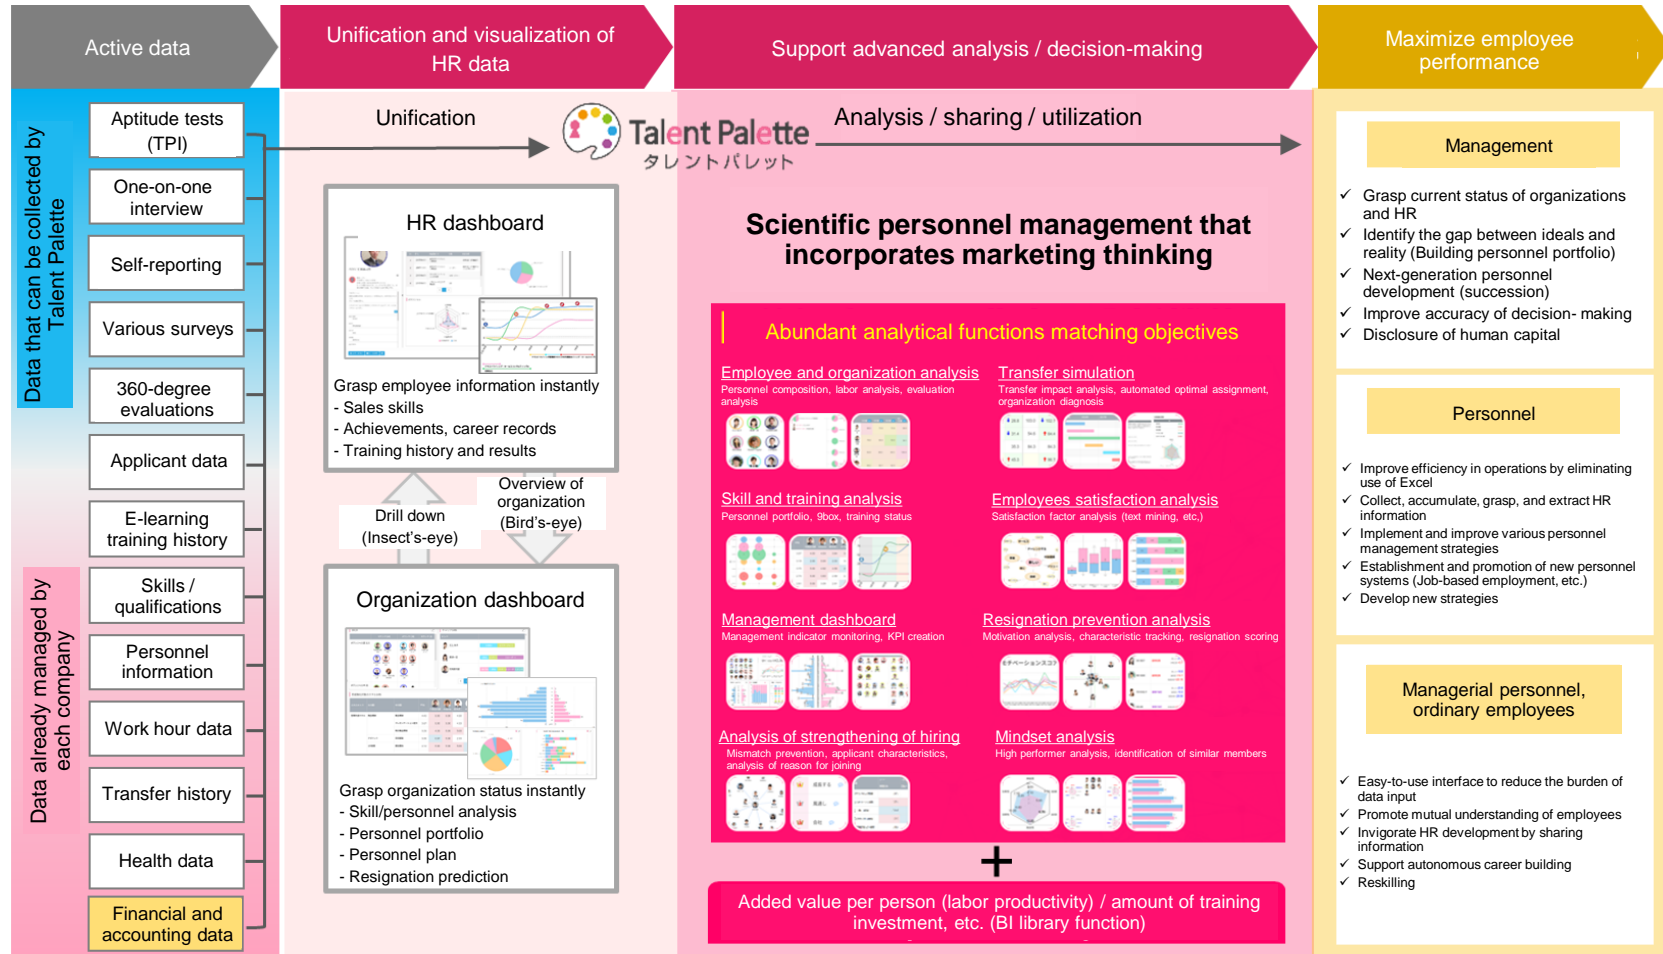 Active data
Unification and visualization of
HR data
Support advanced analysis / decision-making
Maximize employee
performance
Data that can be collected by
Talent Palette
Data already managed by
each company
Aptitude tests
(TPI)
One-on-one
interview
Self-reporting
Various surveys
360-degree
evaluations
Applicant data
E-learning
training history
Skills /
qualifications
Personnel
information
Work hour data
Transfer history
Health data
Financial and
accounting data
Unification
Talent Palette
タレントパレット
Analysis / sharing / utilization
HR dashboard
Grasp employee information instantly
- Sales skills
- Achievements, career records
- Training history and results
Drill down
(Insect's-eye)
Overview of
organization
(Bird's-eye)
Organization dashboard
Grasp organization status instantly
- Skill/personnel analysis
- Personnel portfolio
- Personnel plan
- Resignation prediction
Scientific personnel management that
incorporates marketing thinking
Abundant analytical functions matching objectives
Employee and organization analysis
Personnel composition, labor analysis, evaluation
analysis
Transfer simulation
Transfer impact analysis, automated optimal assignment,
organization diagnosis
Skill and training analysis
Personnel portfolio, 9box, training status
Employees satisfaction analysis
Satisfaction factor analysis (text mining, etc,)
Management dashboard
Management indicator monitoring, KPI creation
Resignation prevention analysis
Motivation analysis, characteristic tracking, resignation scoring
モチベーションスコア
Analysis of strengthening of hiring
Mismatch prevention, applicant characteristics,
analysis of reason for joining
Mindset analysis
High performer analysis, identification of similar members
+
Added value per person (labor productivity) / amount of training
investment, etc. (BI library function)
Management
✓ Grasp current status of organizations
and HR
✓ Identify the gap between ideals and
reality (Building personnel portfolio)
✓ Next-generation personnel
development (succession)
✓ Improve accuracy of decision- making
✓ Disclosure of human capital
Personnel
✓ Improve efficiency in operations by eliminating
use of Excel
✓ Collect, accumulate, grasp, and extract HR
information
✓ Implement and improve various personnel
management strategies
✓ Establishment and promotion of new personnel
systems (Job-based employment, etc.)
✓ Develop new strategies
Managerial personnel,
ordinary employees
✓ Easy-to-use interface to reduce the burden of
data input
✓ Promote mutual understanding of employees
✓ Invigorate HR development by sharing
information
✓ Support autonomous career building
✓ Reskilling